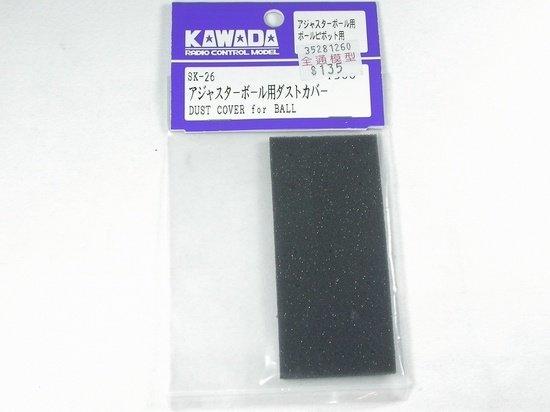 KAWADA
RADIO CONTROL MODEL
アジャスターボール用
ボールピボット用
35281260
全通模型
$135
SK-26
アジャスターボール用ダストカバー
DUST COVER for BALL